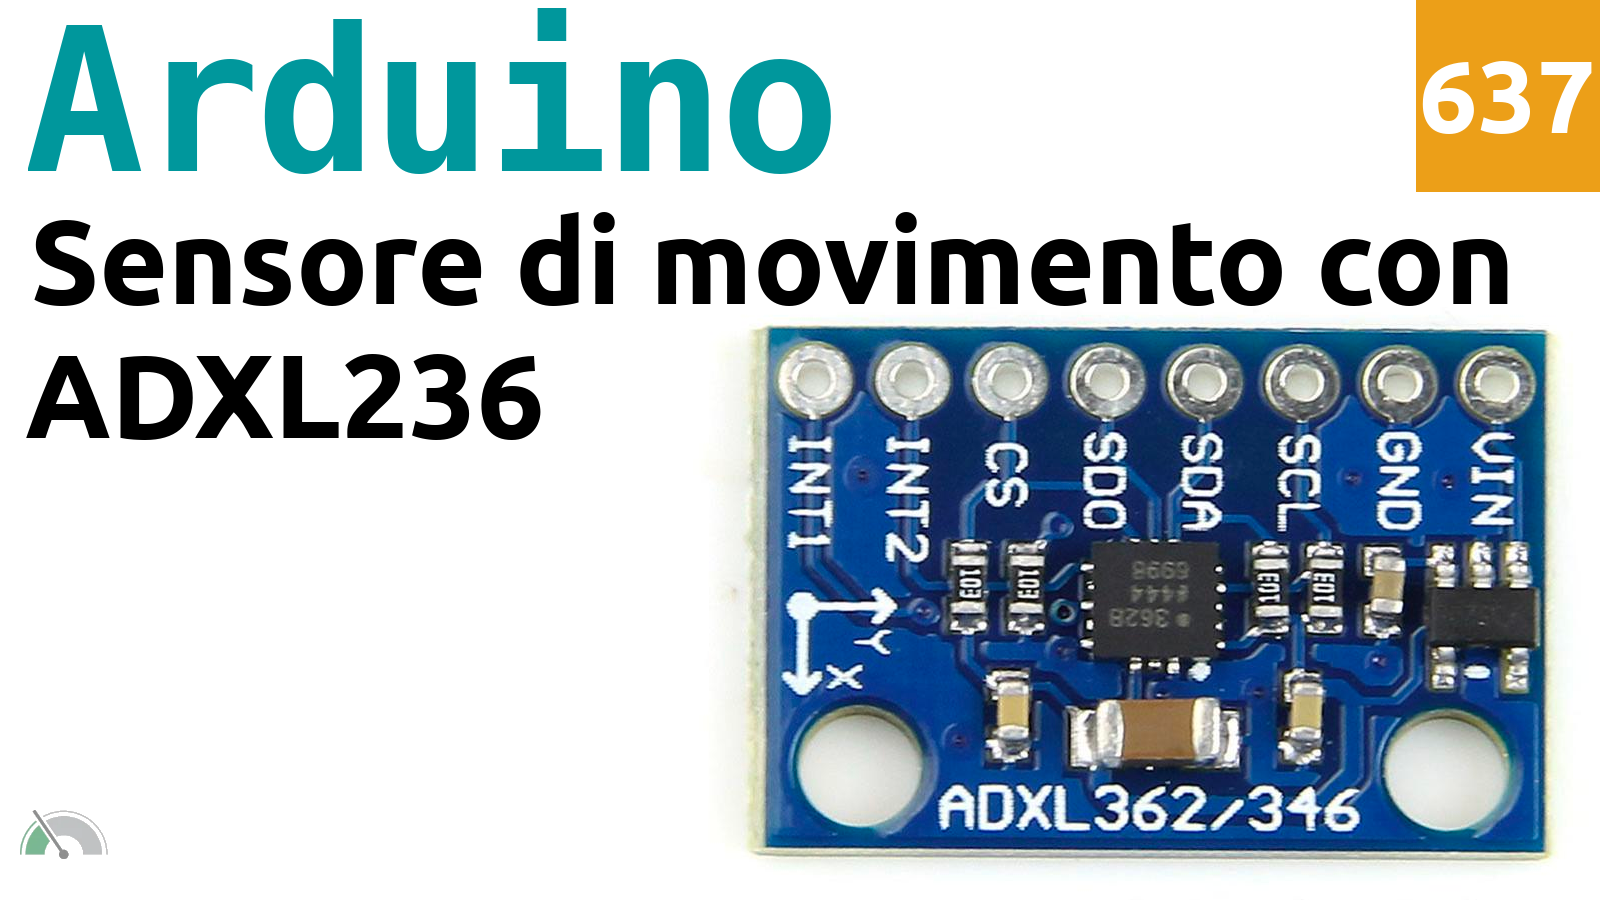 Arduino
637
Sensore di movimento con
ADXL236
INT1
INT2
CS
SDO
SDA
SCL
GND
VIN
103
103
362B
#444
6998
103
103
Y
X
ADXL362/346